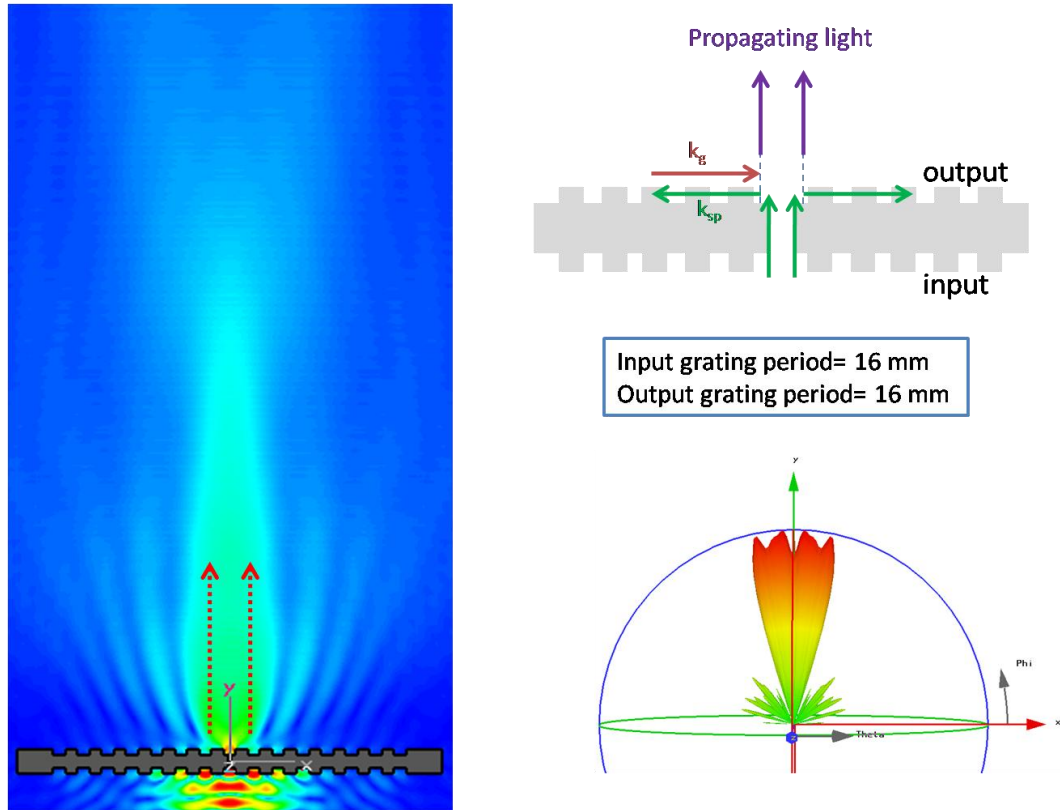 Propagating light
kg
output
ksp
input
Input grating period= 16 mm
Output grating period= 16 mm
y
Phi
x
Theta
z
Y
Z
X